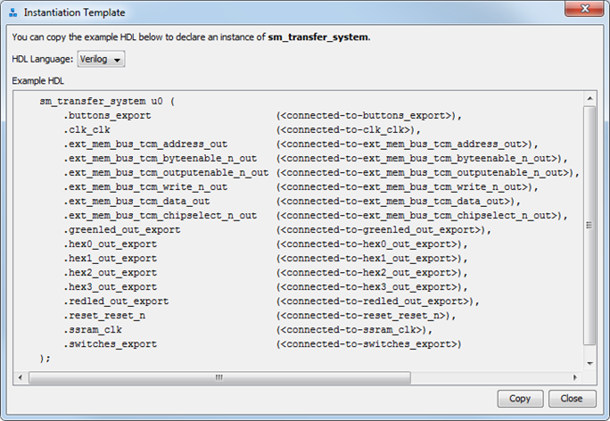 Instantiation Template
You can copy the example HDL below to declare an instance of sm_transfer_system.
HDL Language: Verilog
Example HDL
sm_transfer_system u0 (
.buttons_export (<connected-to-buttons_export>),
.clk_clk (<connected-to-clk_clk>),
.ext_mem_bus_tcm_address_out (<connected-to-ext_mem_bus_tcm_address_out>),
.ext_mem_bus_tcm_byteenable_n_out (<connected-to-ext_mem_bus_tcm_byteenable_n_out>),
.ext_mem_bus_tcm_outputenable_n_out (<connected-to-ext_mem_bus_tcm_outputenable_n_out>),
.ext_mem_bus_tcm_write_n_out (<connected-to-ext_mem_bus_tcm_write_n_out>),
.ext_mem_bus_tcm_data_out (<connected-to-ext_mem_bus_tcm_data_out>),
.ext_mem_bus_tcm_chipselect_n_out (<connected-to-ext_mem_bus_tcm_chipselect_n_out>),
.greenled_out_export (<connected-to-greenled_out_export>),
.hex0_out_export (<connected-to-hex0_out_export>),
.hex1_out_export (<connected-to-hex1_out_export>),
.hex2_out_export (<connected-to-hex2_out_export>),
.hex3_out_export (<connected-to-hex3_out_export>),
.redled_out_export (<connected-to-redled_out_export>),
.reset_reset_n (<connected-to-reset_reset_n>),
.ssram_clk (<connected-to-ssram_clk>),
.switches_export (<connected-to-switches_export>)
);
Copy Close